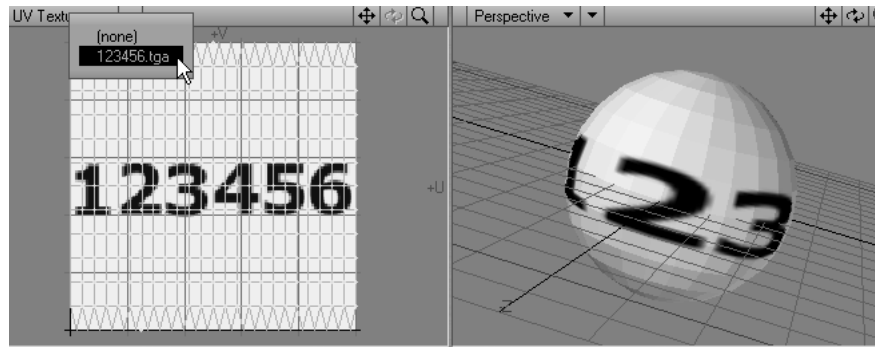 UV Textu
Perspective
(none)
123456.tga
+V
123456
+U
123
Z